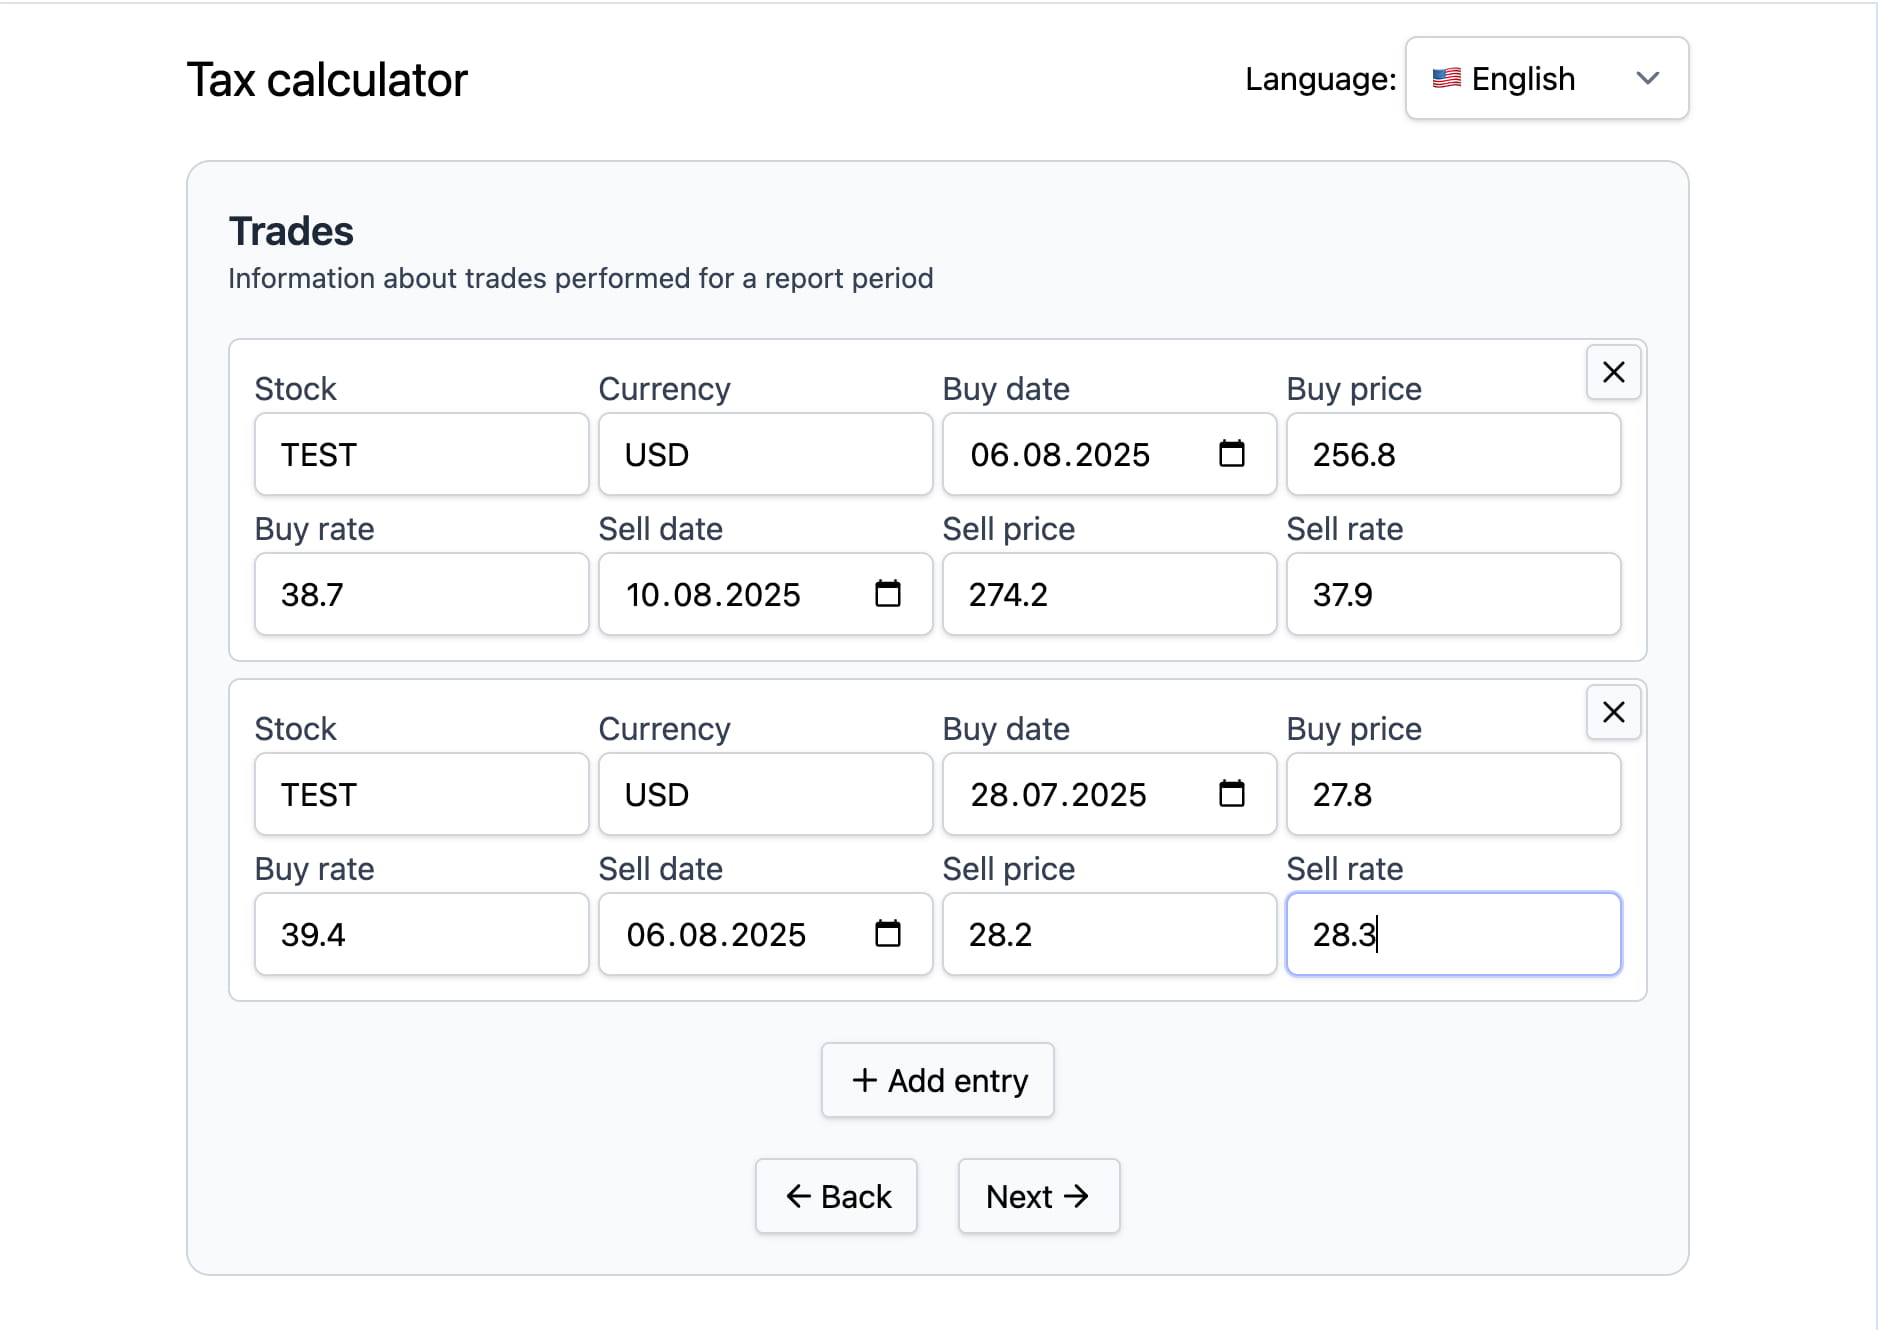 Tax calculator
Language: English
Trades
Information about trades performed for a report period
Stock Currency Buy date Buy price
TEST USD 06.08.2025 256.8
Buy rate Sell date Sell price Sell rate
38.7 10.08.2025 274.2 37.9
Stock Currency Buy date Buy price
TEST USD 28.07.2025 27.8
Buy rate Sell date Sell price Sell rate
39.4 06.08.2025 28.2 28.3
+ Add entry
← Back Next →